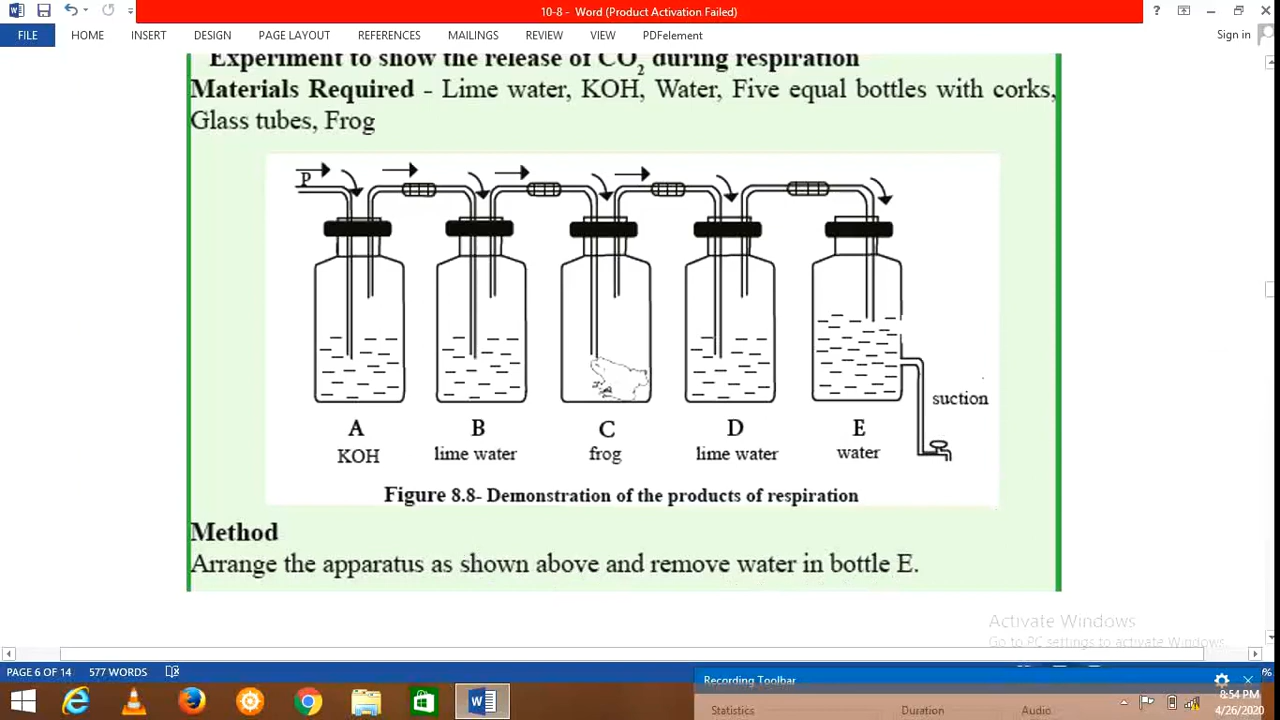 10-8 - Word (Product Activation Failed)
?
FILE HOME INSERT DESIGN PAGE LAYOUT REFERENCES MAILINGS REVIEW VIEW PDFelement Sign in
Experiment to show the release of CO2 during respiration
Materials Required - Lime water, KOH, Water, Five equal bottles with corks,
Glass tubes, Frog
P
suction
A B C D E
KOH lime water frog lime water water
Figure 8.8- Demonstration of the products of respiration
Method
Arrange the apparatus as shown above and remove water in bottle E.
Activate Windows
Go to PC settings to activate Windows.
PAGE 6 OF 14 577 WORDS
Recording Toolbar
Statistics Duration Audio
8:54 PM
4/26/2020